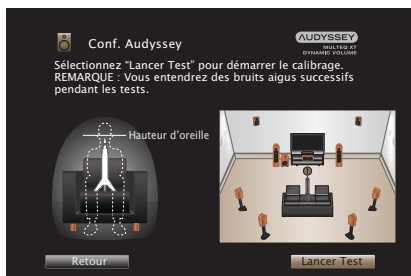 Conf. Audyssey
AUDYSSEY
MULTEQ XT
DYNAMIC VOLUME
Sélectionnez “Lancer Test” pour démarrer le calibrage.
REMARQUE : Vous entendrez des bruits aigus successifs
pendant les tests.
Hauteur d’oreille
Retour
Lancer Test